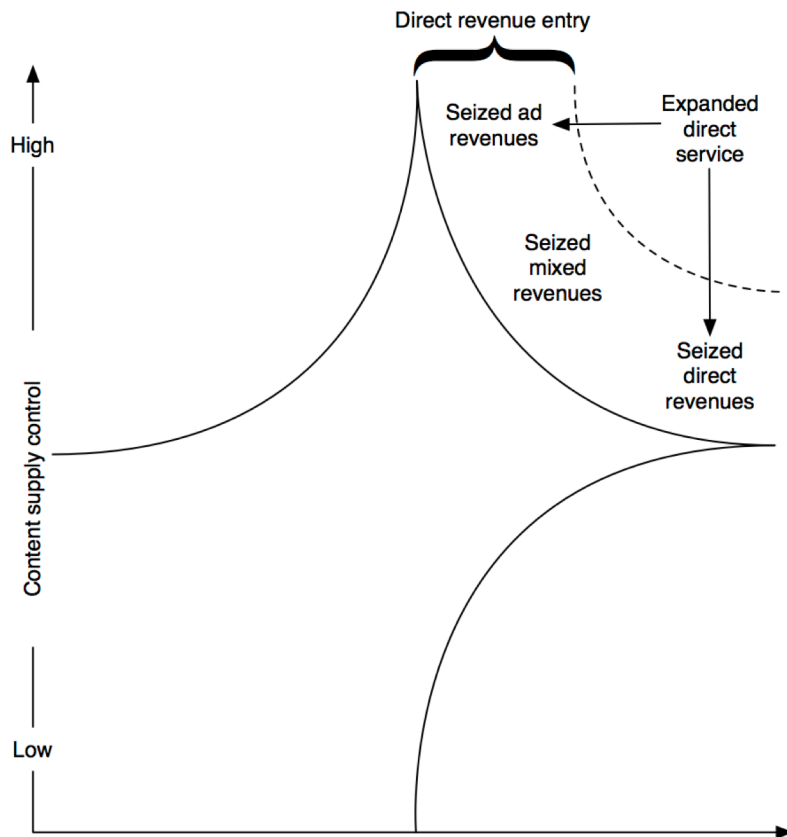 Direct revenue entry
Seized ad
revenues
Expanded
direct
service
High
Seized
mixed
revenues
Seized
direct
revenues
Content supply control
Low